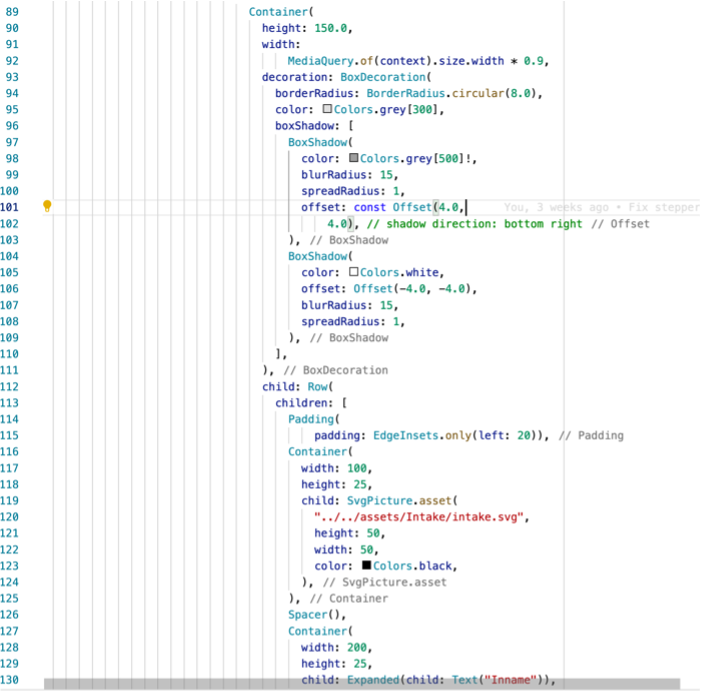 89 Container(
90 height: 150.0,
91 width:
92 MediaQuery.of(context).size.width * 0.9,
93 decoration: BoxDecoration(
94 borderRadius: BorderRadius.circular(8.0),
95 color: Colors.grey[300],
96 boxShadow: [
97 BoxShadow(
98 color: Colors.grey[500]!,
99 blurRadius: 15,
100 spreadRadius: 1,
101 offset: const Offset(4.0, You, 3 weeks ago • Fix stepper
102 4.0), // shadow direction: bottom right // Offset
103 ), // BoxShadow
104 BoxShadow(
105 color: Colors.white,
106 offset: Offset(-4.0, -4.0),
107 blurRadius: 15,
108 spreadRadius: 1,
109 ), // BoxShadow
110 ],
111 ), // BoxDecoration
112 child: Row(
113 children: [
114 Padding(
115 padding: EdgeInsets.only(left: 20)), // Padding
116 Container(
117 width: 100,
118 height: 25,
119 child: SvgPicture.asset(
120 "../../assets/Intake/intake.svg",
121 height: 50,
122 width: 50,
123 color: Colors.black,
124 ), // SvgPicture.asset
125 ), // Container
126 Spacer(),
127 Container(
128 width: 200,
129 height: 25,
130 child: Expanded(child: Text("Inname")),